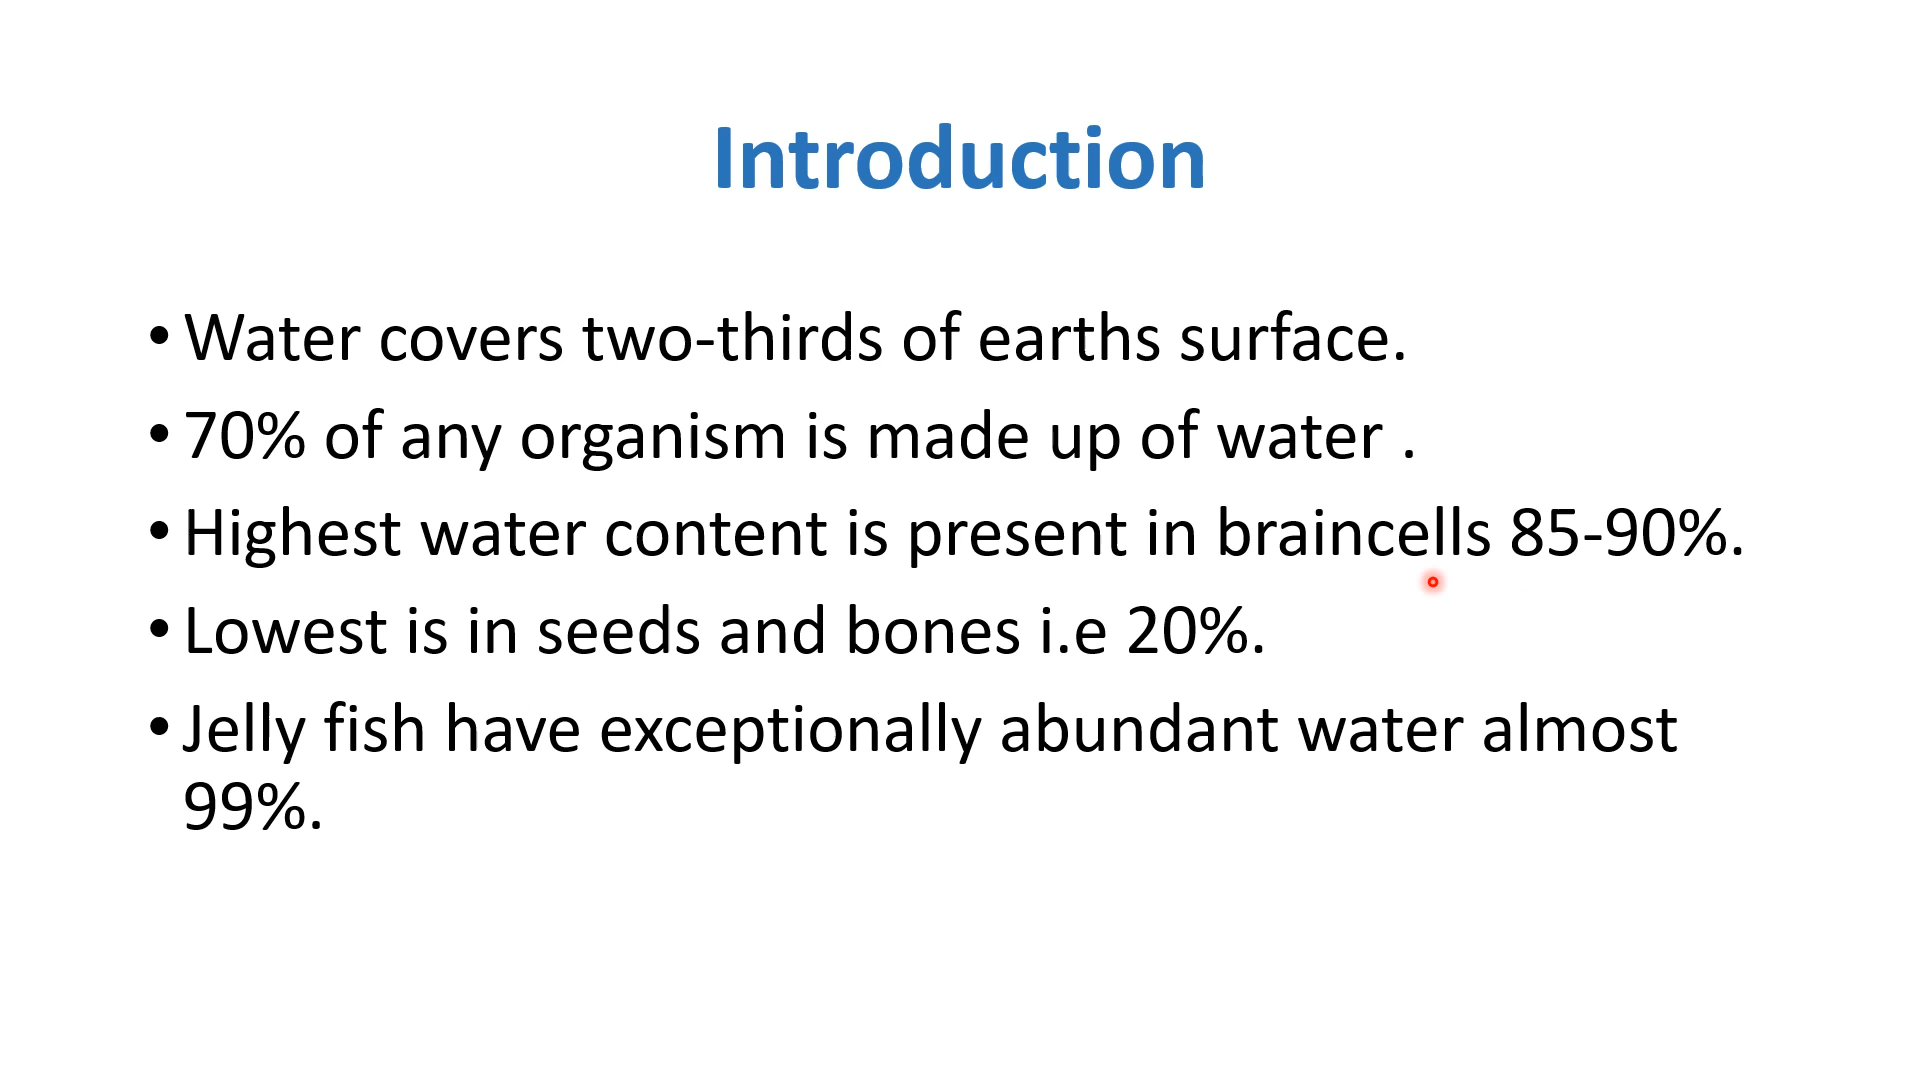 Introduction
• Water covers two-thirds of earths surface.
• 70% of any organism is made up of water .
• Highest water content is present in braincells 85-90%.
• Lowest is in seeds and bones i.e 20%.
• Jelly fish have exceptionally abundant water almost
99%.